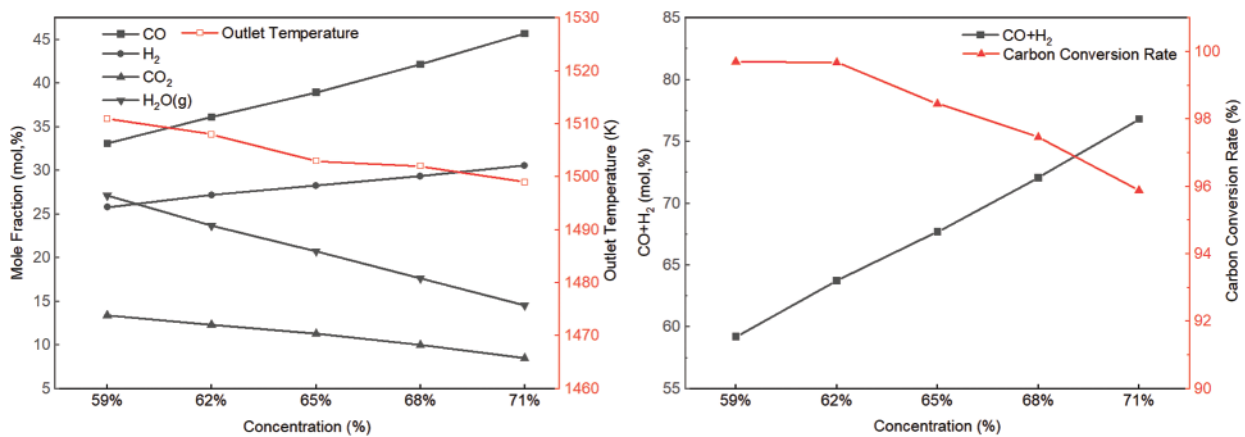 CO
H₂
CO₂
H₂O(g)
Outlet Temperature
45
40
35
30
25
20
15
10
5
Mole Fraction (mol,%)
1530
1520
1510
1500
1490
1480
1470
1460
Outlet Temperature (K)
59% 62% 65% 68% 71%
Concentration (%)
CO+H₂
Carbon Conversion Rate
85
80
75
70
65
60
55
CO+H₂ (mol,%)
100
98
96
94
92
90
Carbon Conversion Rate (%)
59% 62% 65% 68% 71%
Concentration (%)